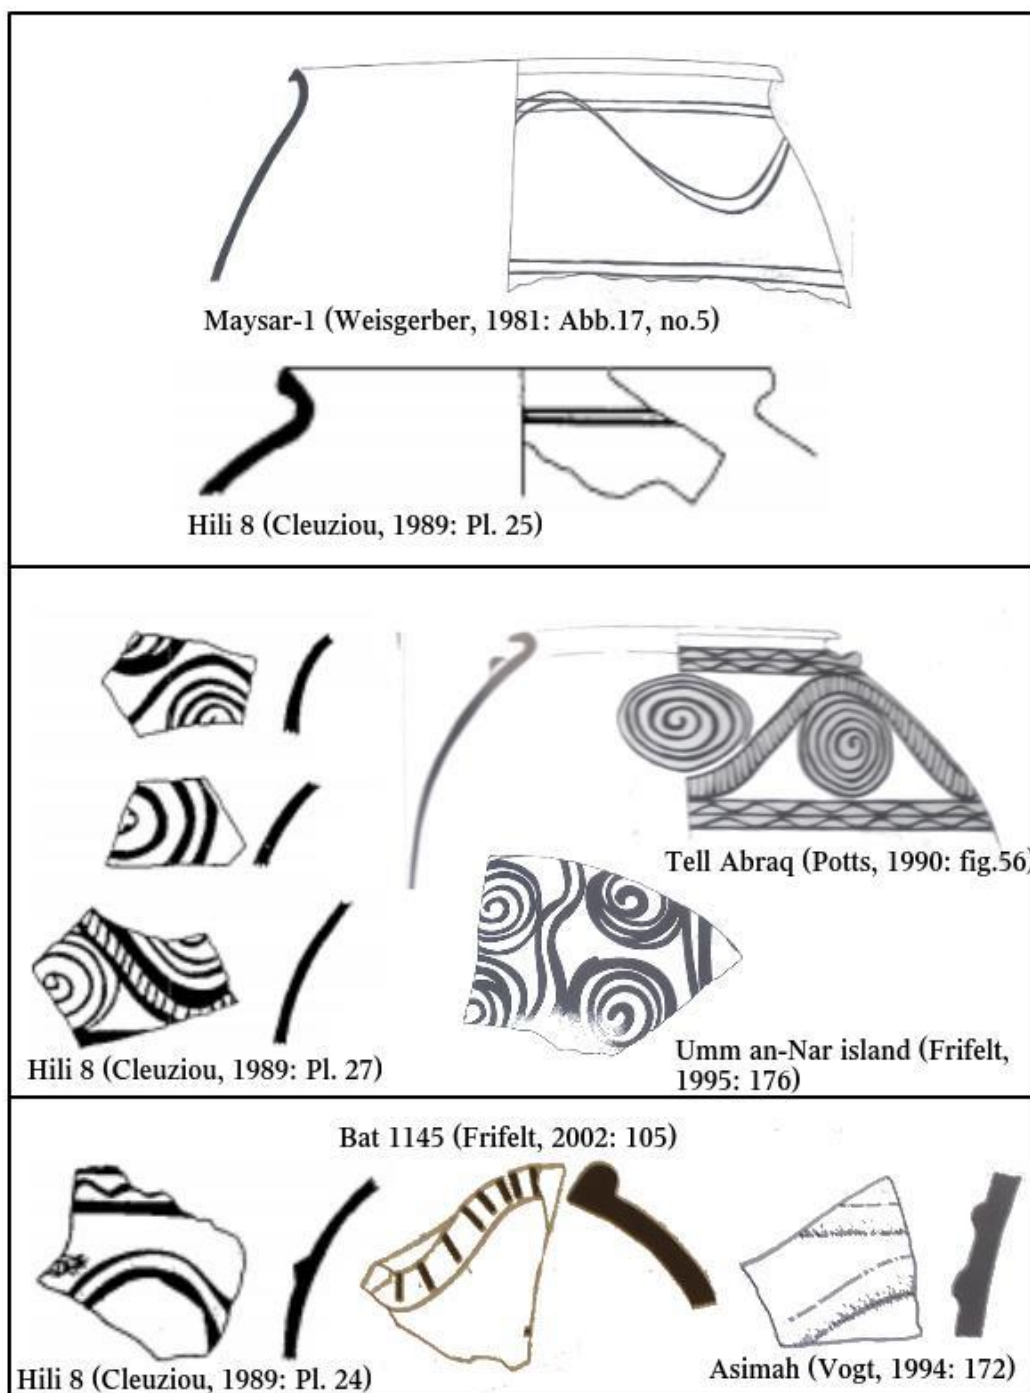 Maysar-1 (Weisgerber, 1981: Abb.17, no.5)
Hili 8 (Cleuziou, 1989: Pl. 25)
Tell Abraq (Potts, 1990: fig.56)
Umm an-Nar island (Frifelt,
1995: 176)
Hili 8 (Cleuziou, 1989: Pl. 27)
Bat 1145 (Frifelt, 2002: 105)
Hili 8 (Cleuziou, 1989: Pl. 24)
Asimah (Vogt, 1994: 172)